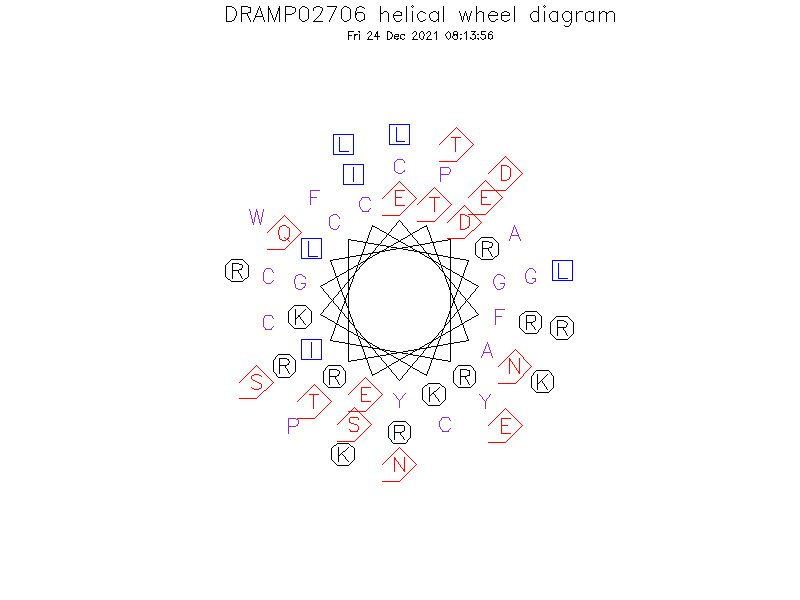 DRAMP02706 helical wheel diagram
Fri 24 Dec 2021 08:13:56
L L T
I C P D
F C E T E
W Q C D A
L R
R C G G G L
C K F R R
I A
S R R R N K
T E Y K Y
P S R C E
K N